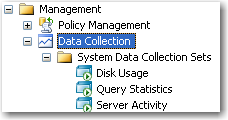 Management
Policy Management
Data Collection
System Data Collection Sets
Disk Usage
Query Statistics
Server Activity